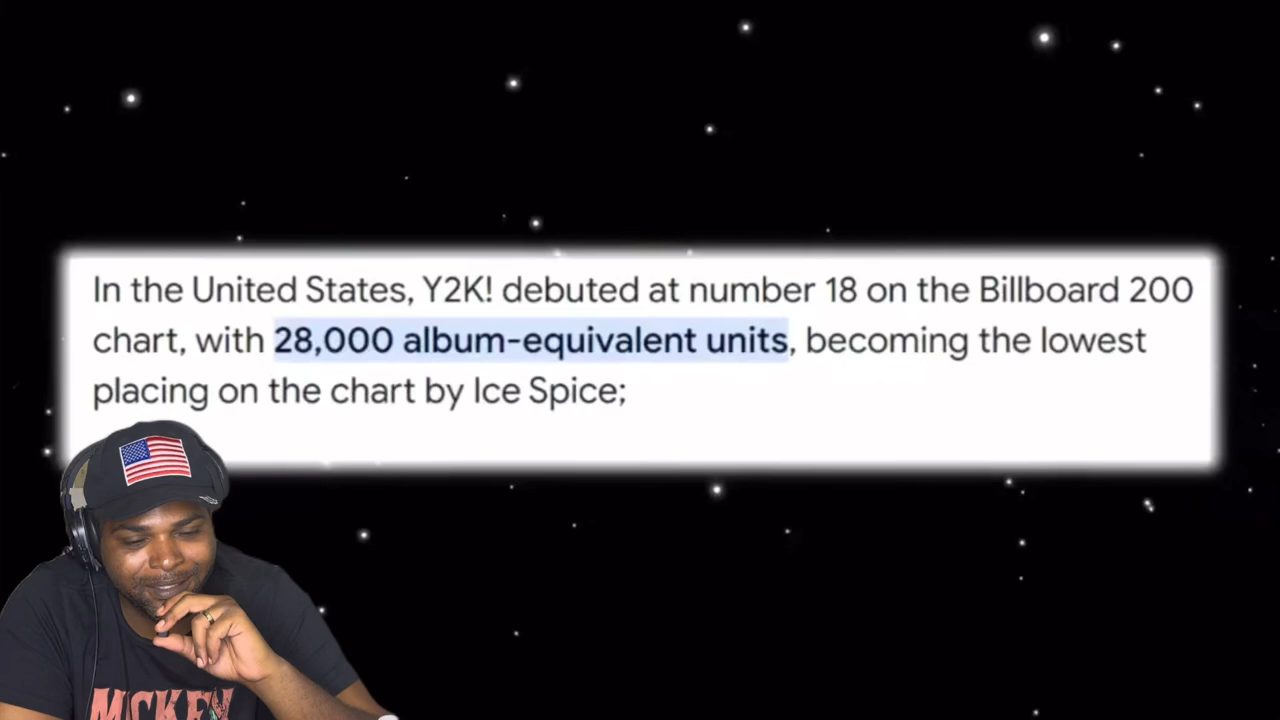 In the United States, Y2K! debuted at number 18 on the Billboard 200
chart, with 28,000 album-equivalent units, becoming the lowest
placing on the chart by Ice Spice;
MICKEY